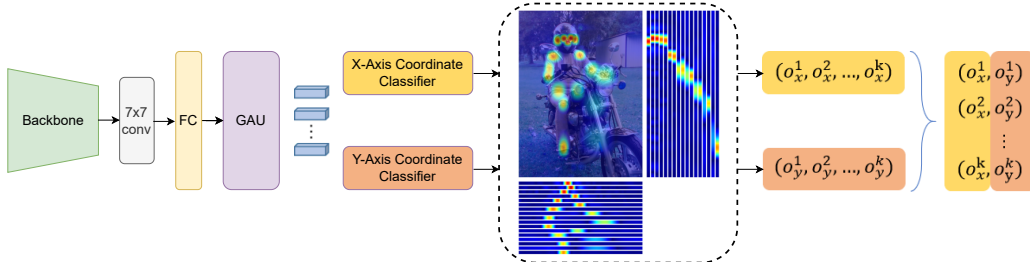 Backbone
7x7
conv
FC
GAU
X-Axis Coordinate
Classifier
Y-Axis Coordinate
Classifier
(o_x^1, o_x^2, ..., o_x^k)
(o_y^1, o_y^2, ..., o_y^k)
(o_x^1, o_y^1)
(o_x^2, o_y^2)
⋮
(o_x^k, o_y^k)